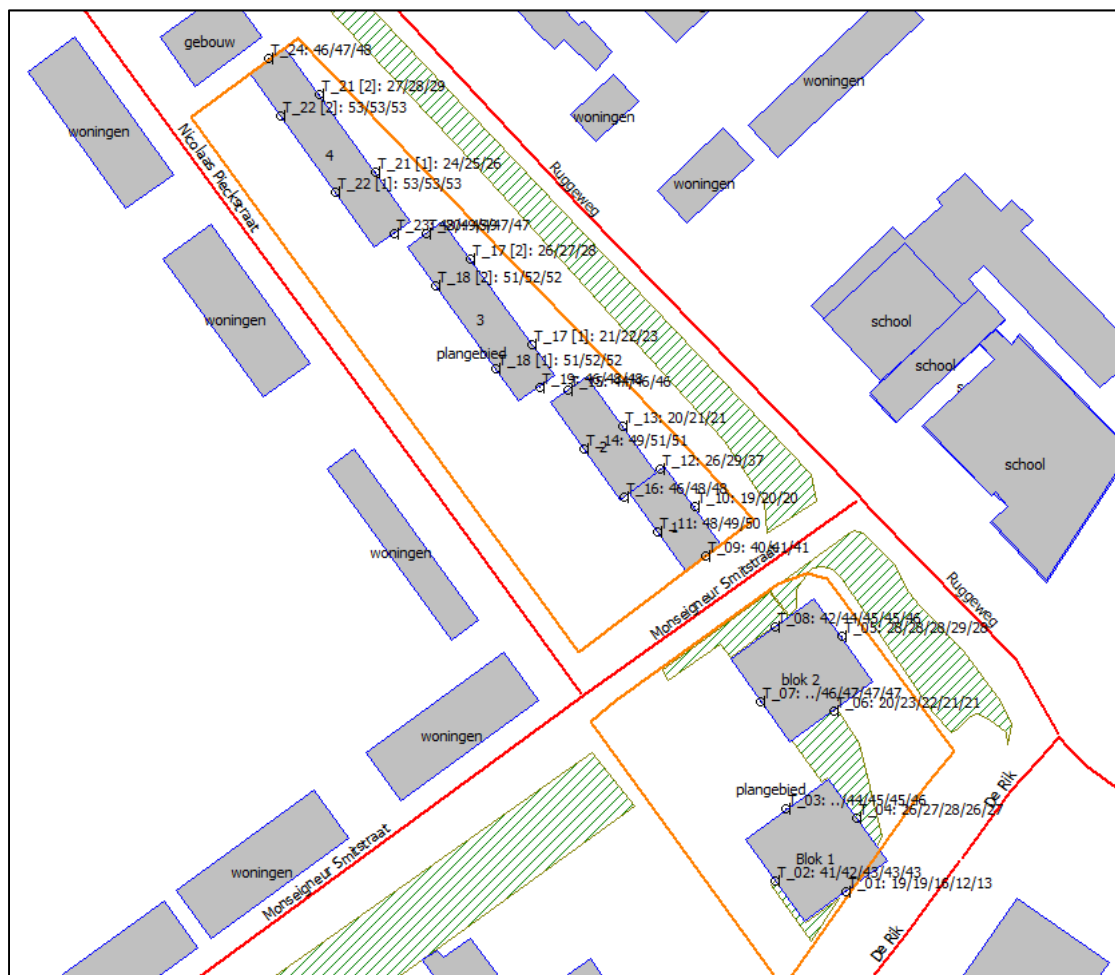 gebouw
T_24: 46/47/48
woningen
T_21 [2]: 27/28/29
T_22 [2]: 53/53/53
woningen
Nicolaas Pieckstraat
4
T_21 [1]: 24/25/26
T_22 [1]: 53/53/53
woningen
woningen
Ruggeweg
woningen
T_17 [2]: 26/27/28
T_18 [2]: 51/52/52
woningen
3
school
plangebied
T_17 [1]: 21/22/23
T_18 [1]: 51/52/52
school
T_13: 20/21/21
T_14: 49/51/51
2
T_12: 26/29/37
school
T_16: 46/48/48
T_10: 19/20/20
T_11: 48/49/50
1
T_09: 40/41/41
woningen
Monseigneur Smitstraat
Ruggeweg
T_08: 42/44/45/45/46
T_05: 28/28/28/29/28
blok 2
T_07: ../46/47/47/47
T_06: 20/23/22/21/21
woningen
plangebied
T_03: ../44/45/45/46
T_04: 26/27/28/26/27
De Rik
Blok 1
woningen
Monseigneur Smitstraat
T_02: 41/42/43/43/43
T_01: 19/19/16/12/13
De Rik